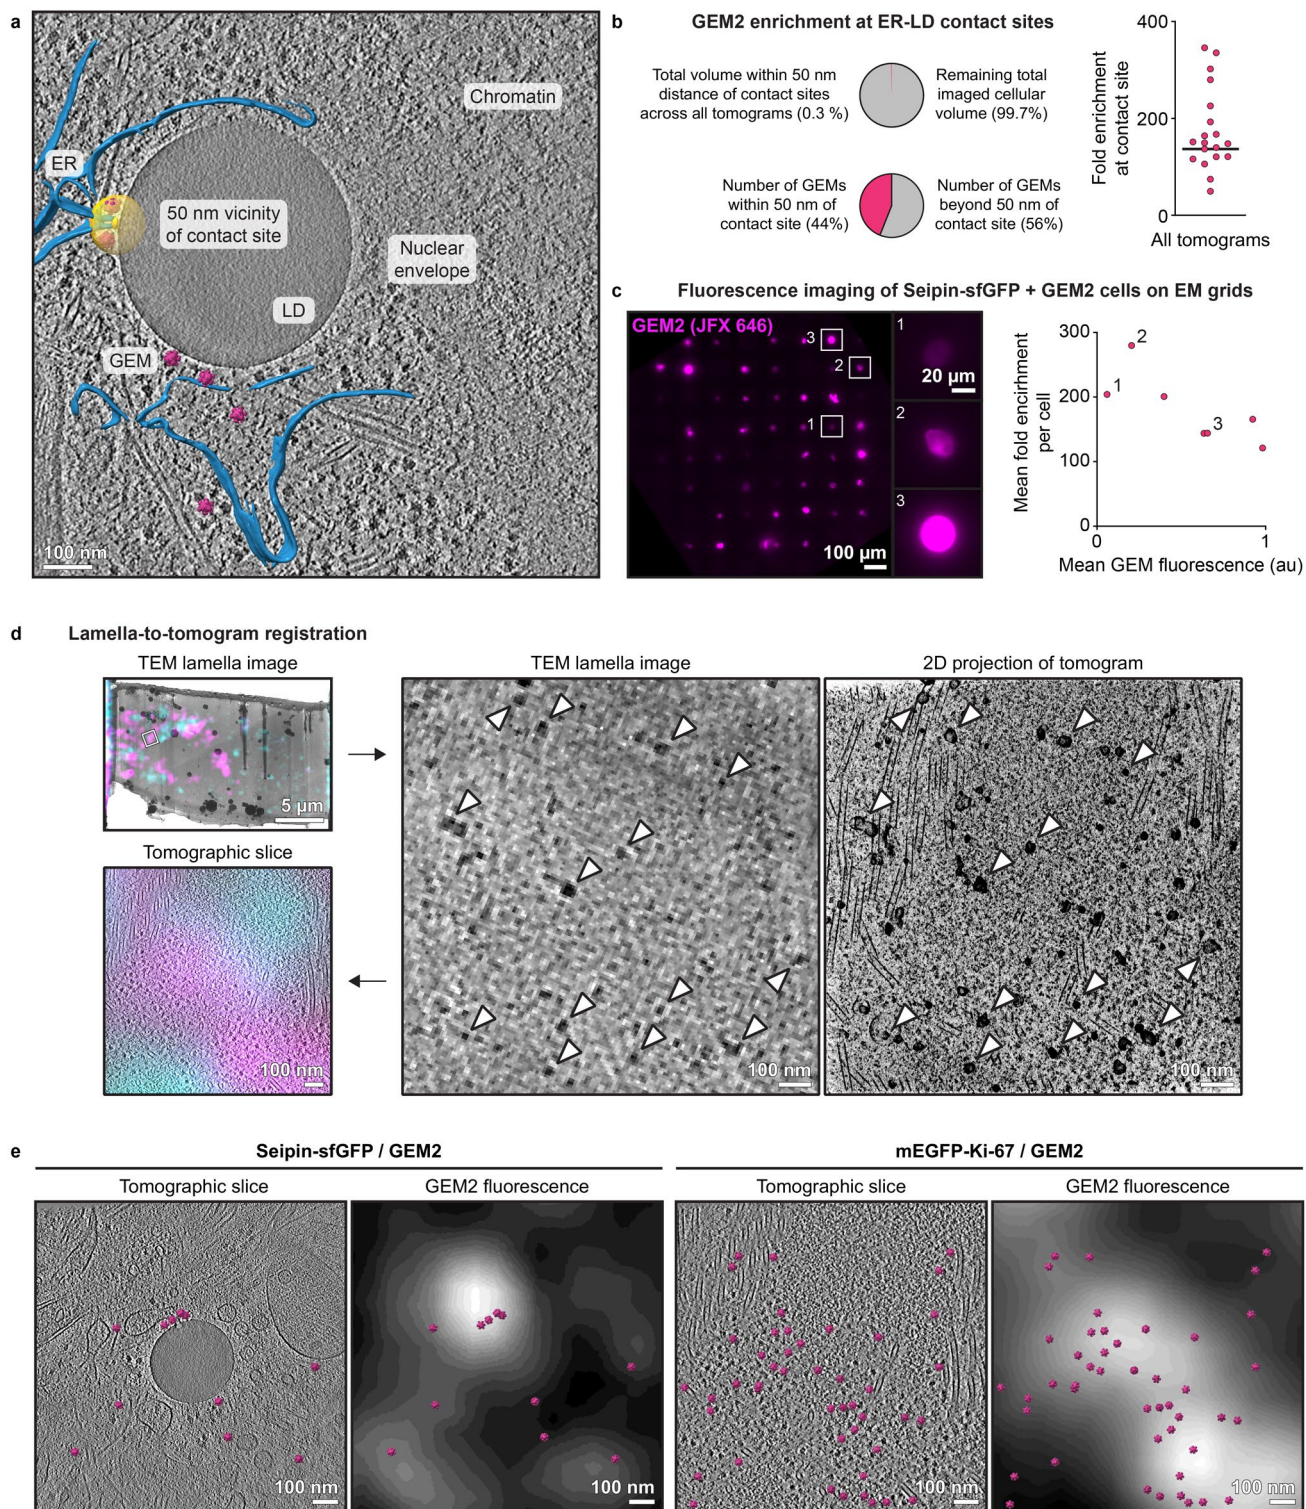 a
Chromatin
ER
50 nm vicinity
of contact site
Nuclear
envelope
LD
GEM
100 nm
b
GEM2 enrichment at ER-LD contact sites
Total volume within 50 nm
distance of contact sites
across all tomograms (0.3 %)
Remaining total
imaged cellular
volume (99.7%)
Number of GEMs
within 50 nm of
contact site (44%)
Number of GEMs
beyond 50 nm of
contact site (56%)
Fold enrichment
at contact site
400
200
0
All tomograms
c
Fluorescence imaging of Seipin-sfGFP + GEM2 cells on EM grids
GEM2 (JFX 646)
3
2
1
100 µm
1
20 µm
2
3
Mean fold encirhment
per cell
300
200
100
0
0
1
1
2
3
Mean GEM fluorescence (au)
d
Lamella-to-tomogram registration
TEM lamella image
5 µm
Tomographic slice
100 nm
TEM lamella image
100 nm
2D projection of tomogram
100 nm
e
Seipin-sfGFP / GEM2
mEGFP-Ki-67 / GEM2
Tomographic slice
GEM2 fluorescence
Tomographic slice
GEM2 fluorescence
100 nm
100 nm
100 nm
100 nm